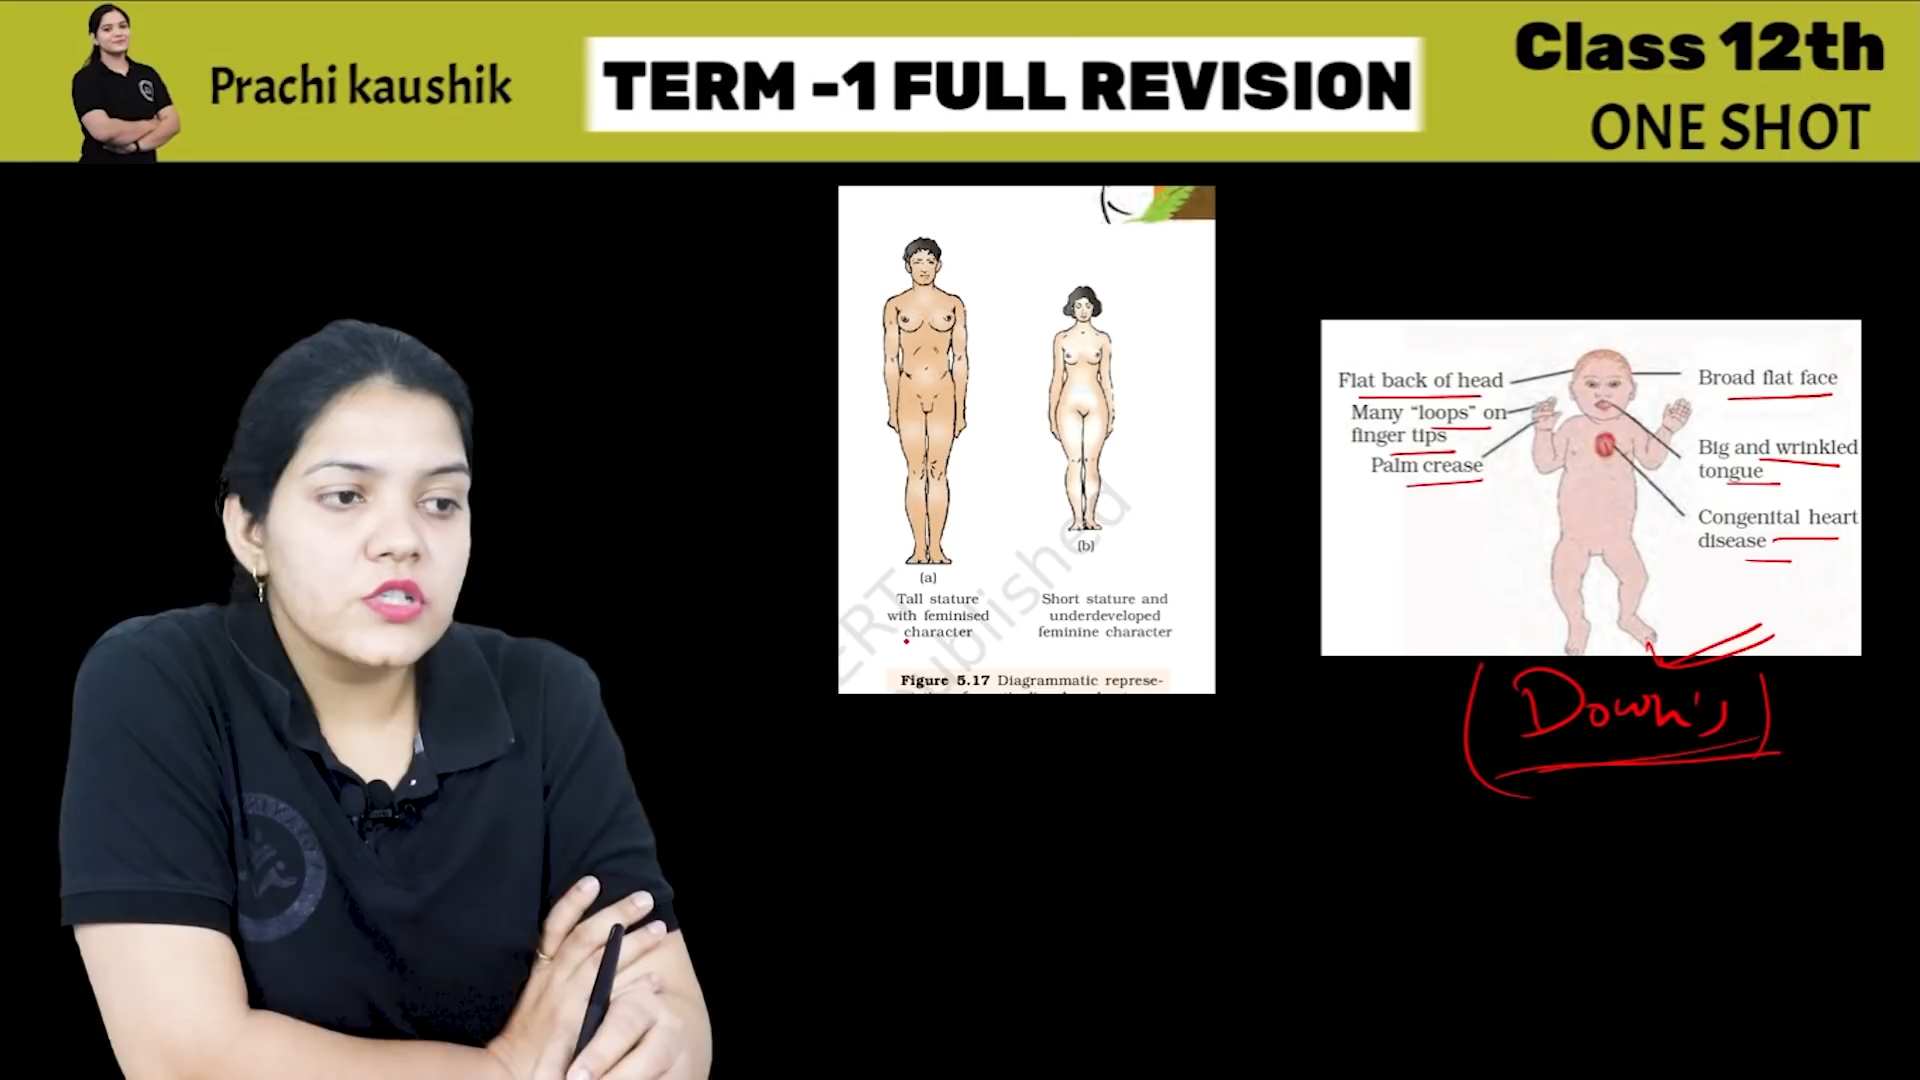 Prachi kaushik
TERM -1 FULL REVISION
Class 12th
ONE SHOT
(a)
Tall stature
with feminised
character
(b)
Short stature and
underdeveloped
feminine character
Figure 5.17 Diagrammatic represe-
Flat back of head
Many “loops” on
finger tips
Palm crease
Broad flat face
Big and wrinkled
tongue
Congenital heart
disease
(Down's)